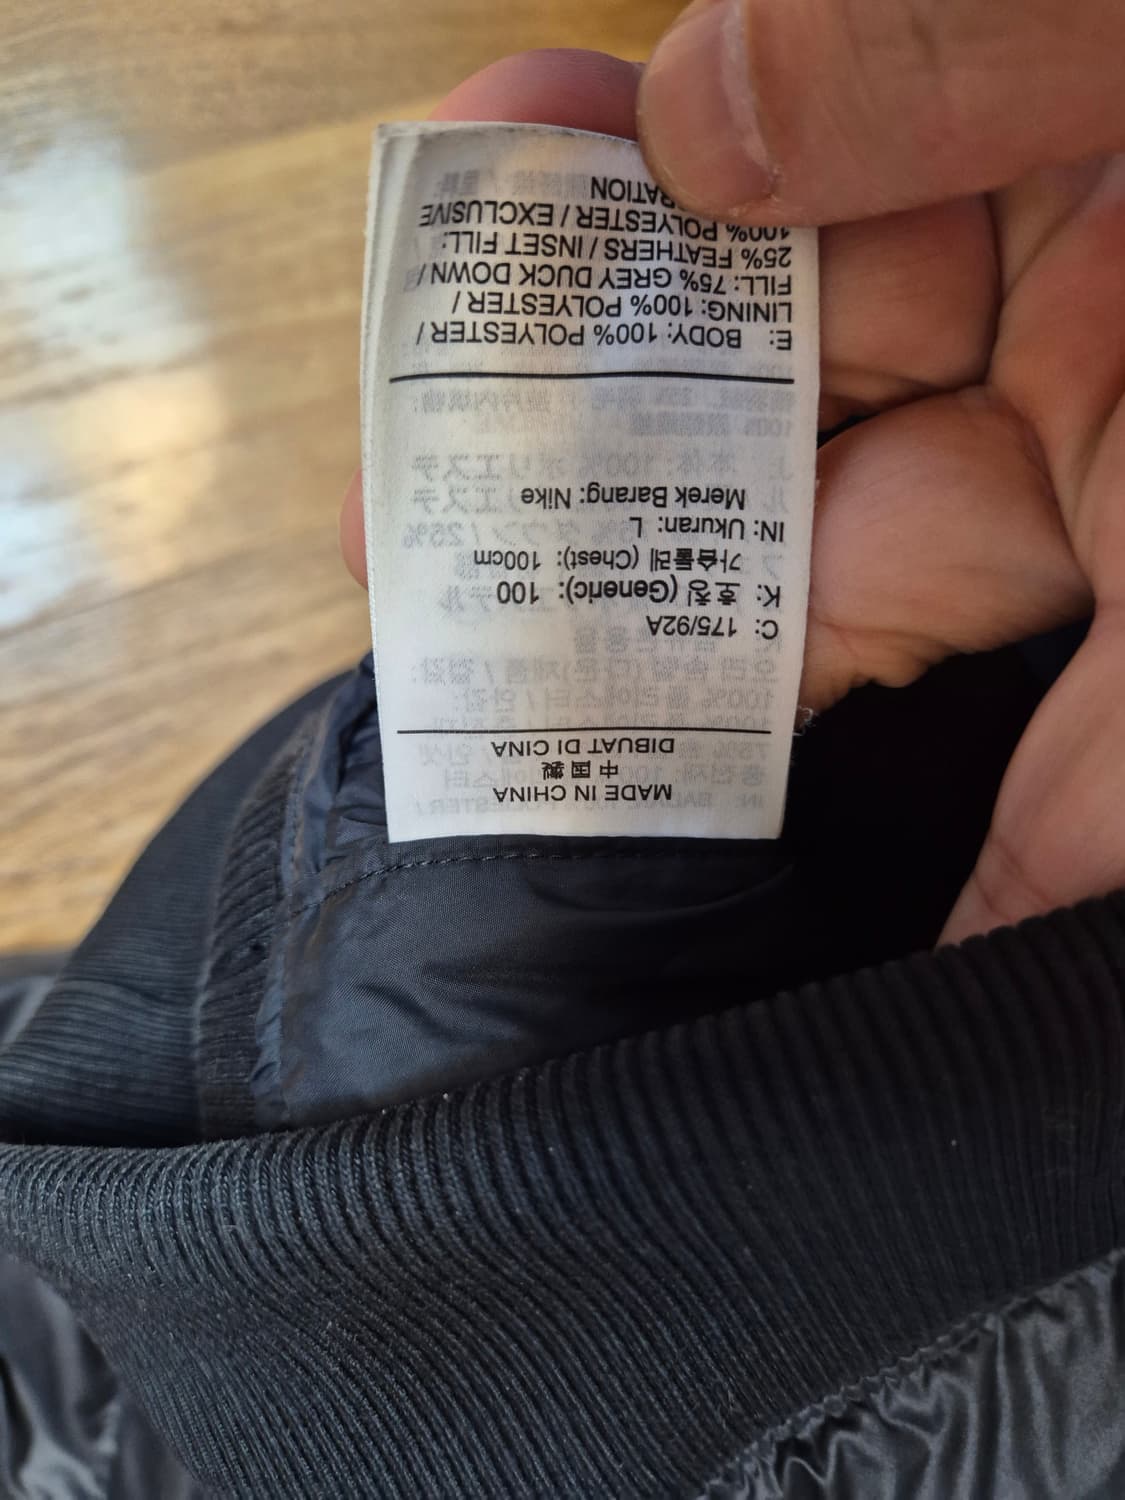 MADE IN CHINA
中国製
DIBUAT DI CINA
C: 175/92A
K: 호칭 (Generic): 100
가슴둘레 (Chest): 100cm
IN: Ukuran: L
Merek Barang: Nike
E: BODY: 100% POLYESTER /
LINING: 100% POLYESTER /
FILL: 75% GREY DUCK DOWN /
25% FEATHERS / INSET FILL:
100% POLYESTER / EXCLUSIVE